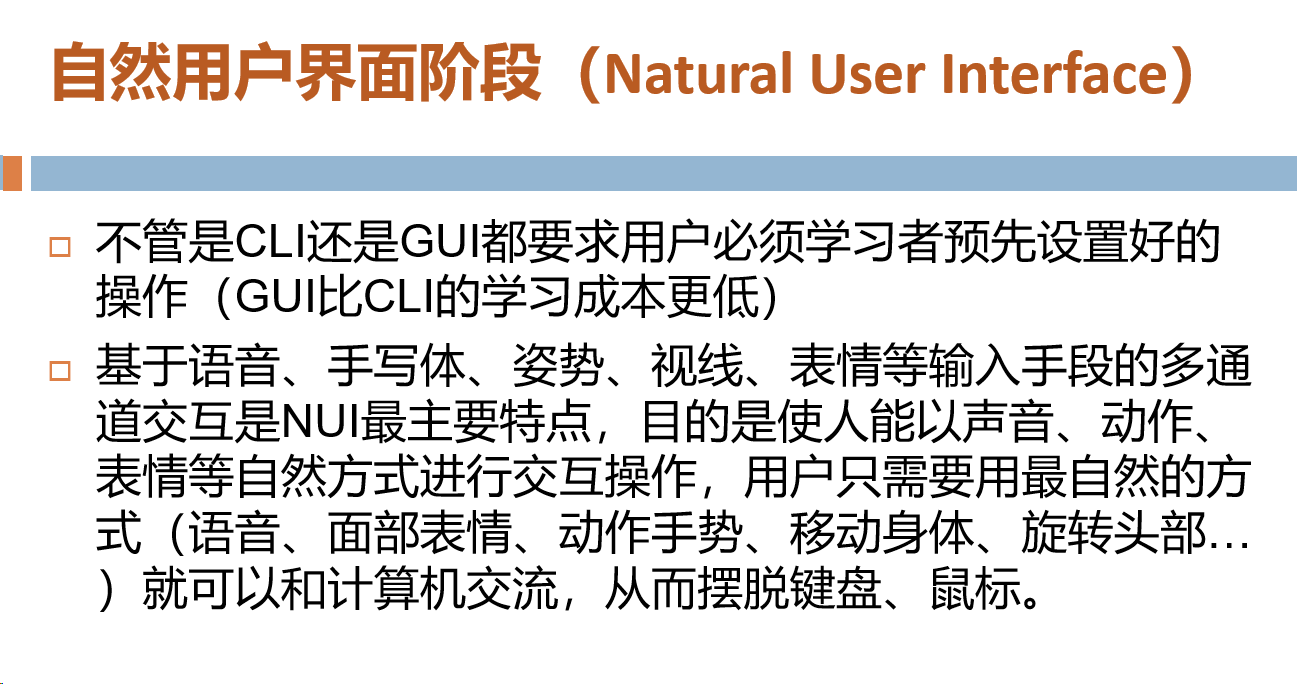 自然用户界面阶段（Natural User Interface）
不管是CLI还是GUI都要求用户必须学习者预先设置好的
操作（GUI比CLI的学习成本更低）
基于语音、手写体、姿势、视线、表情等输入手段的多通
道交互是NUI最主要特点，目的是使人能以声音、动作、
表情等自然方式进行交互操作，用户只需要用最自然的方
式（语音、面部表情、动作手势、移动身体、旋转头部…
）就可以和计算机交流，从而摆脱键盘、鼠标。